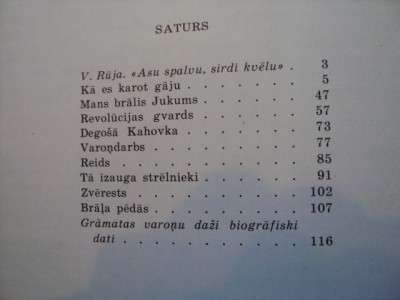 SATURS
V. Rūja. «Asu spalvu, sirdi kvēlu» . 3
Kā es karot gāju . . . . . . . 5
Mans brālis Jukums . . . . . . 47
Revolūcijas gvards . . . . . . 57
Degošā Kahovka . . . . . . . 73
Varoņdarbs . . . . . . . . 77
Reids . . . . . . . . . . 85
Tā izauga strēlnieki . . . . . . 91
Zvērests . . . . . . . . . 102
Brāļa pēdās . . . . . . . . 107
Grāmatas varoņu daži biogrāfiski
dati . . . . . . . . . . 116